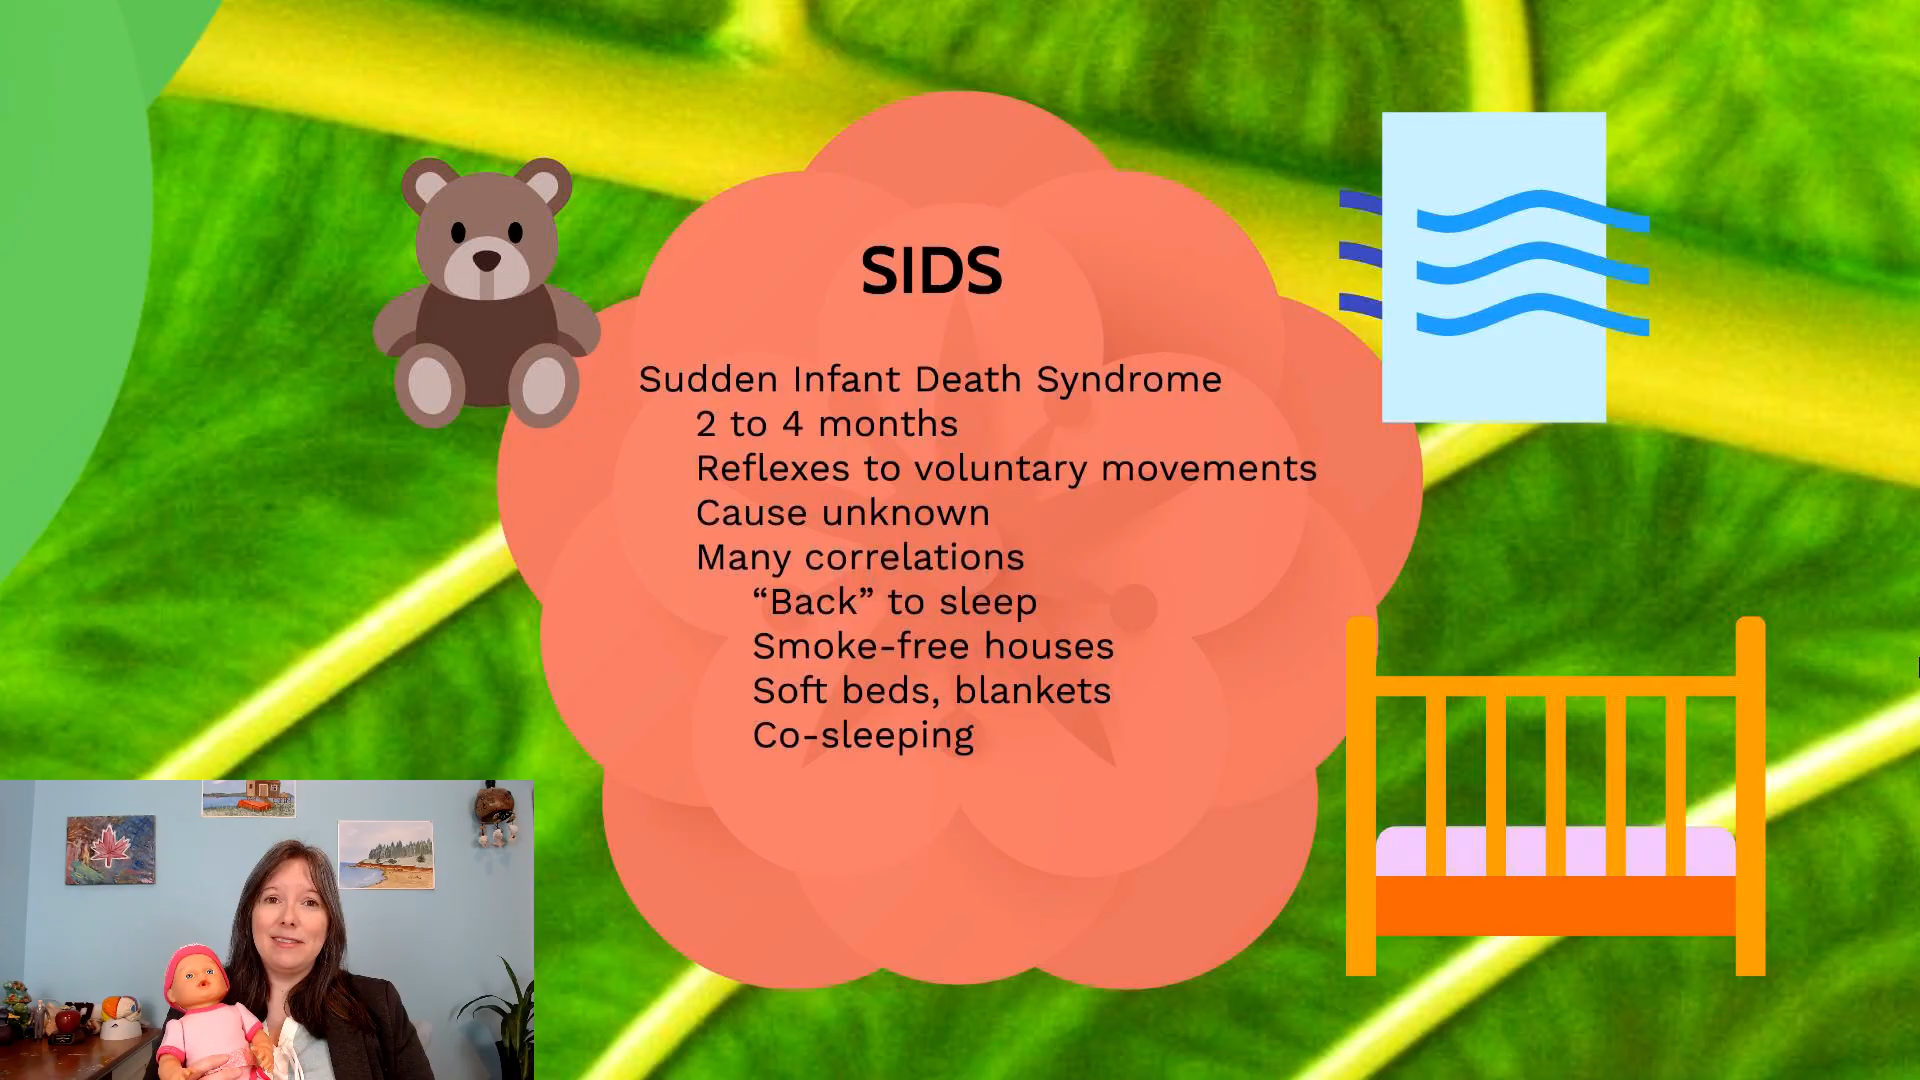 SIDS
Sudden Infant Death Syndrome
2 to 4 months
Reflexes to voluntary movements
Cause unknown
Many correlations
“Back” to sleep
Smoke-free houses
Soft beds, blankets
Co-sleeping